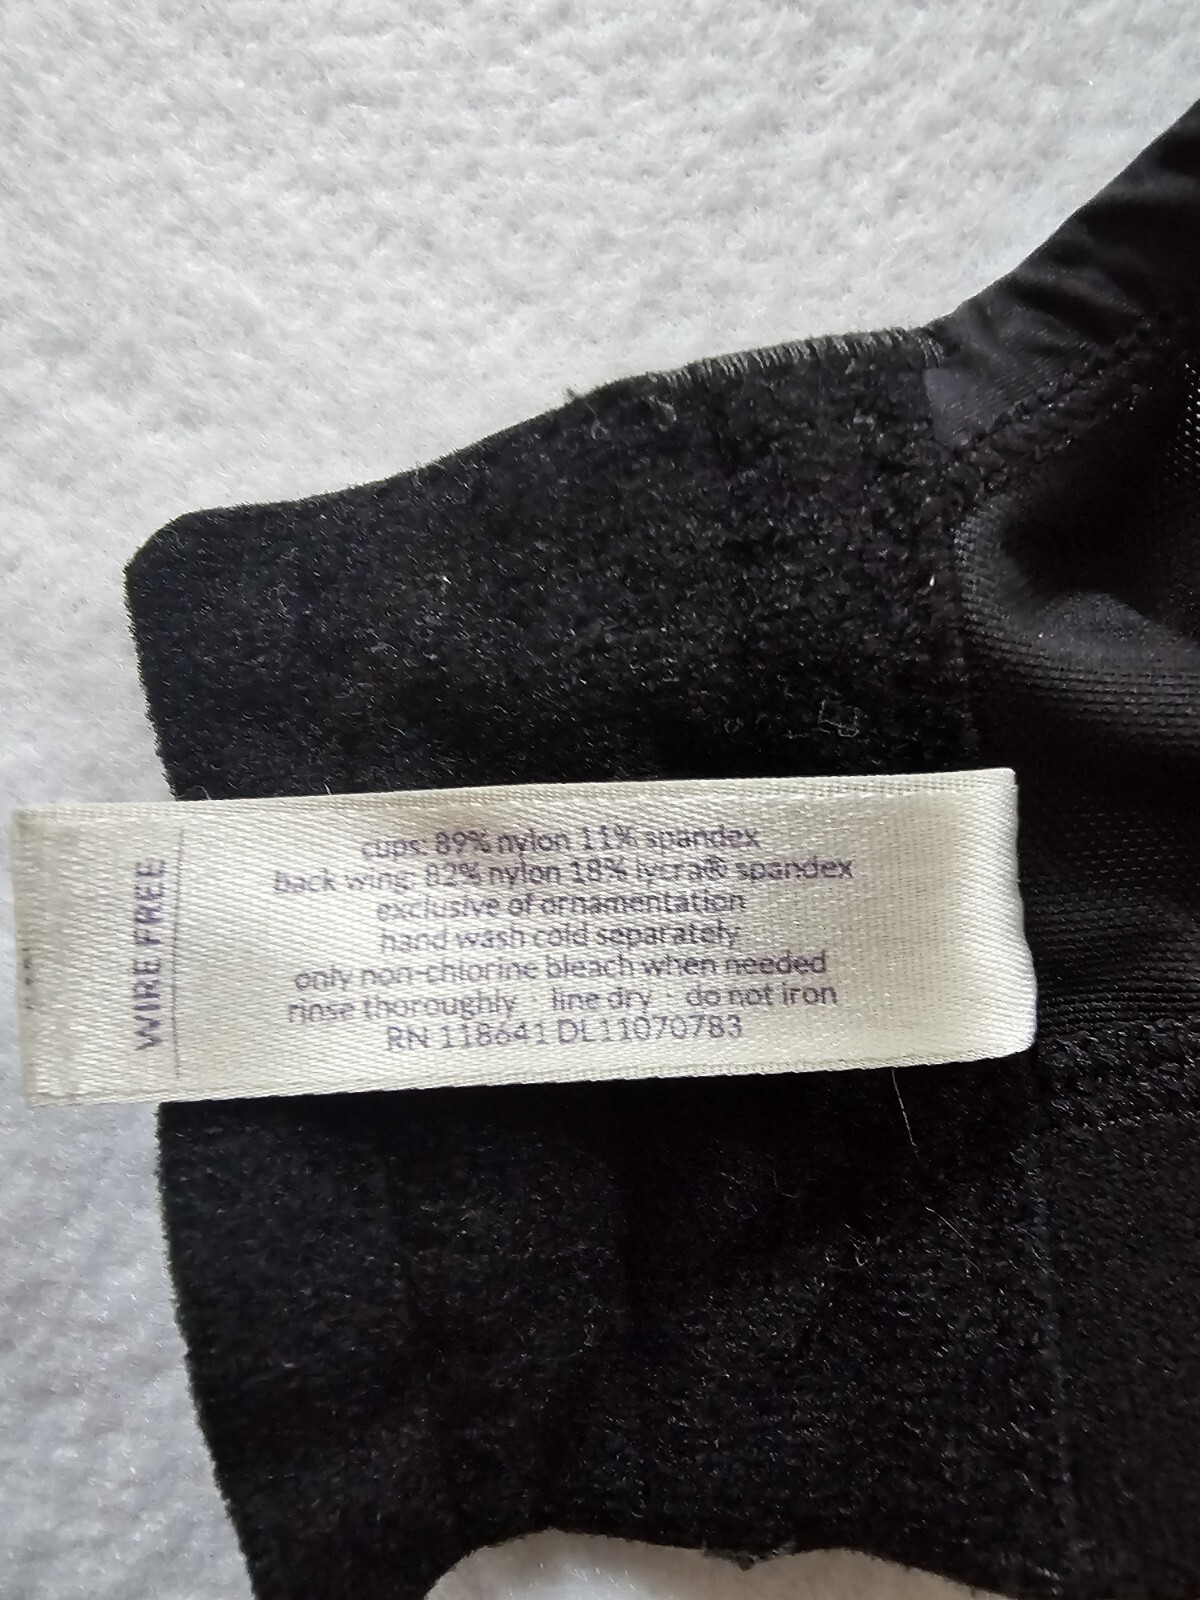 WIRE FREE
cups: 89% nylon 11% spandex
back wing: 82% nylon 18% lycra® spandex
exclusive of ornamentation
hand wash cold separately
only non-chlorine bleach when needed
rinse thoroughly · line dry · do not iron
RN 118641 DL11070783